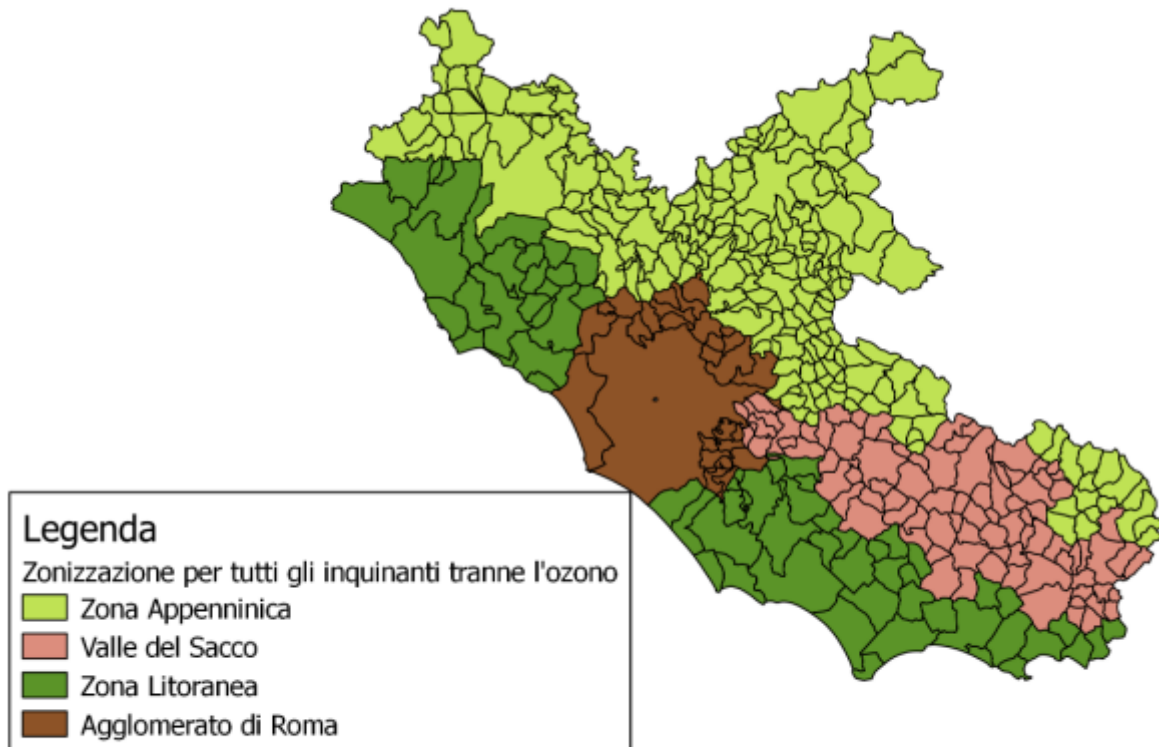 Legenda
Zonizzazione per tutti gli inquinanti tranne l'ozono
Zona Appenninica
Valle del Sacco
Zona Litoranea
Agglomerato di Roma